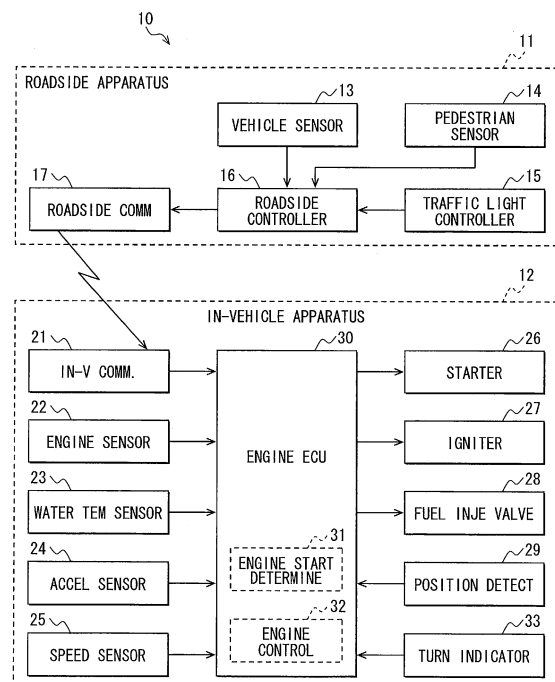 10
11
ROADSIDE APPARATUS
13
VEHICLE SENSOR
14
PEDESTRIAN
SENSOR
17
ROADSIDE COMM
16
ROADSIDE
CONTROLLER
15
TRAFFIC LIGHT
CONTROLLER
12
IN-VEHICLE APPARATUS
21
IN-V COMM.
22
ENGINE SENSOR
23
WATER TEM SENSOR
24
ACCEL SENSOR
25
SPEED SENSOR
30
ENGINE ECU
31
ENGINE START
DETERMINE
32
ENGINE
CONTROL
26
STARTER
27
IGNITER
28
FUEL INJE VALVE
29
POSITION DETECT
33
TURN INDICATOR